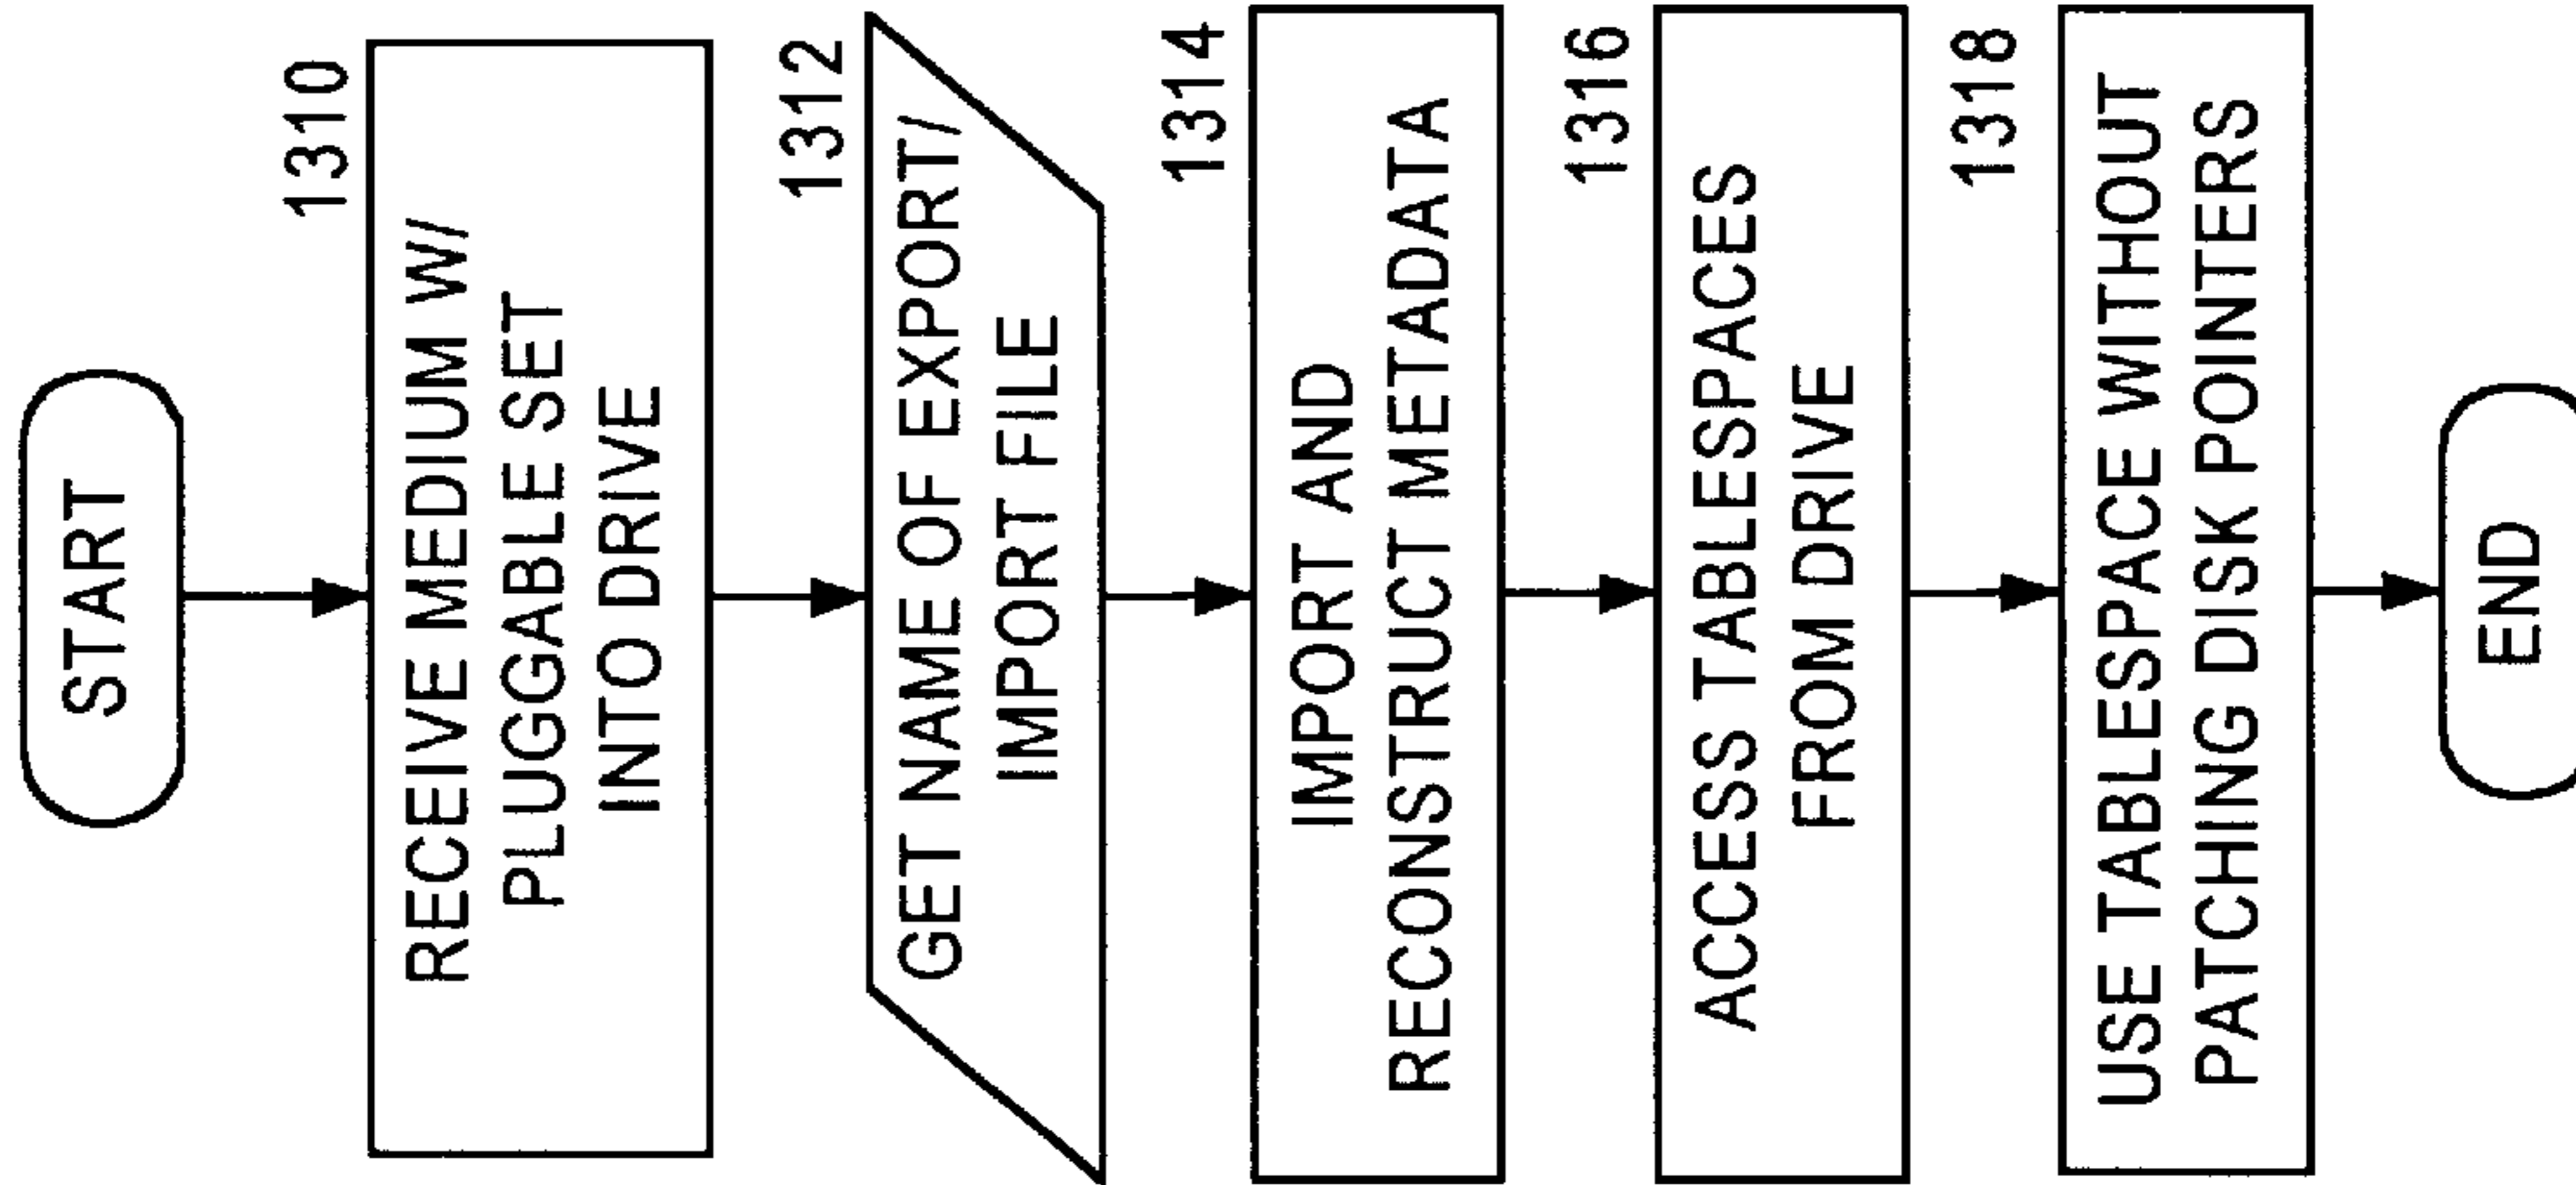 START
1310
RECEIVE MEDIUM W/
PLUGGABLE SET
INTO DRIVE
1312
GET NAME OF EXPORT/
IMPORT FILE
1314
IMPORT AND
RECONSTRUCT METADATA
1316
ACCESS TABLESPACES
FROM DRIVE
1318
USE TABLESPACE WITHOUT
PATCHING DISK POINTERS
END